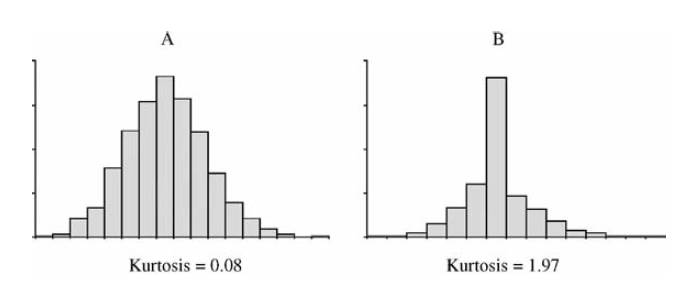 A
B
Kurtosis = 0.08
Kurtosis = 1.97